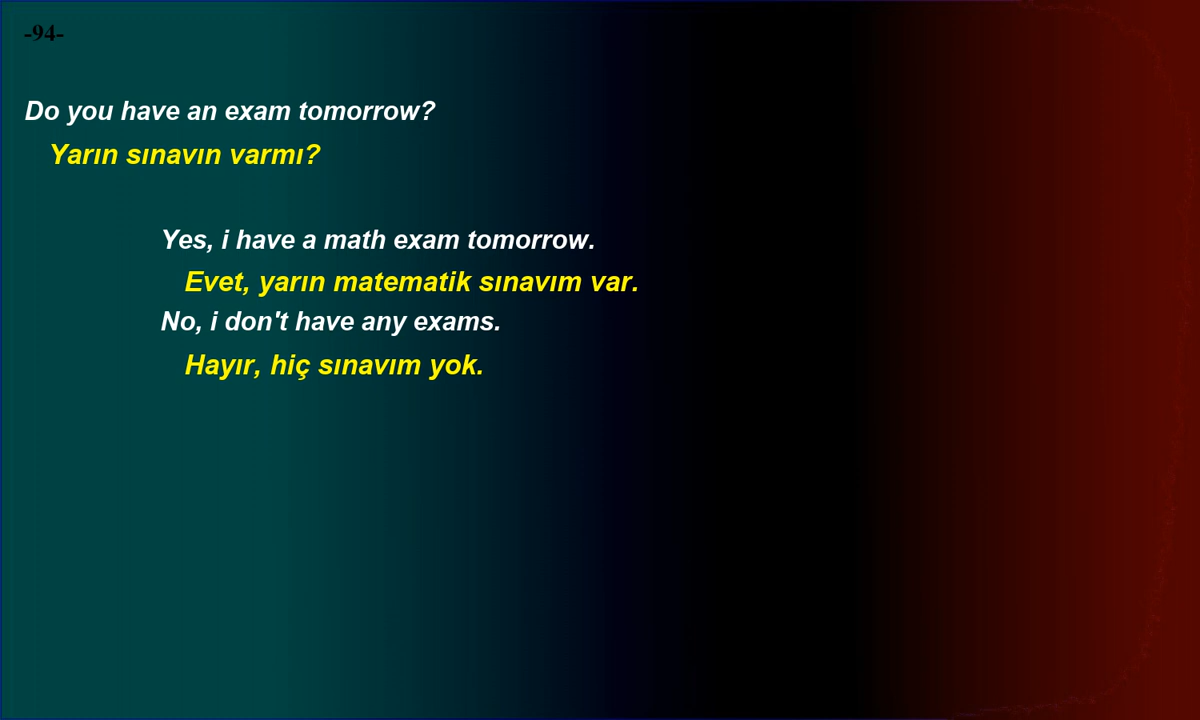 -94-
Do you have an exam tomorrow?
Yarın sınavın varmı?
Yes, i have a math exam tomorrow.
Evet, yarın matematik sınavım var.
No, i don't have any exams.
Hayır, hiç sınavım yok.